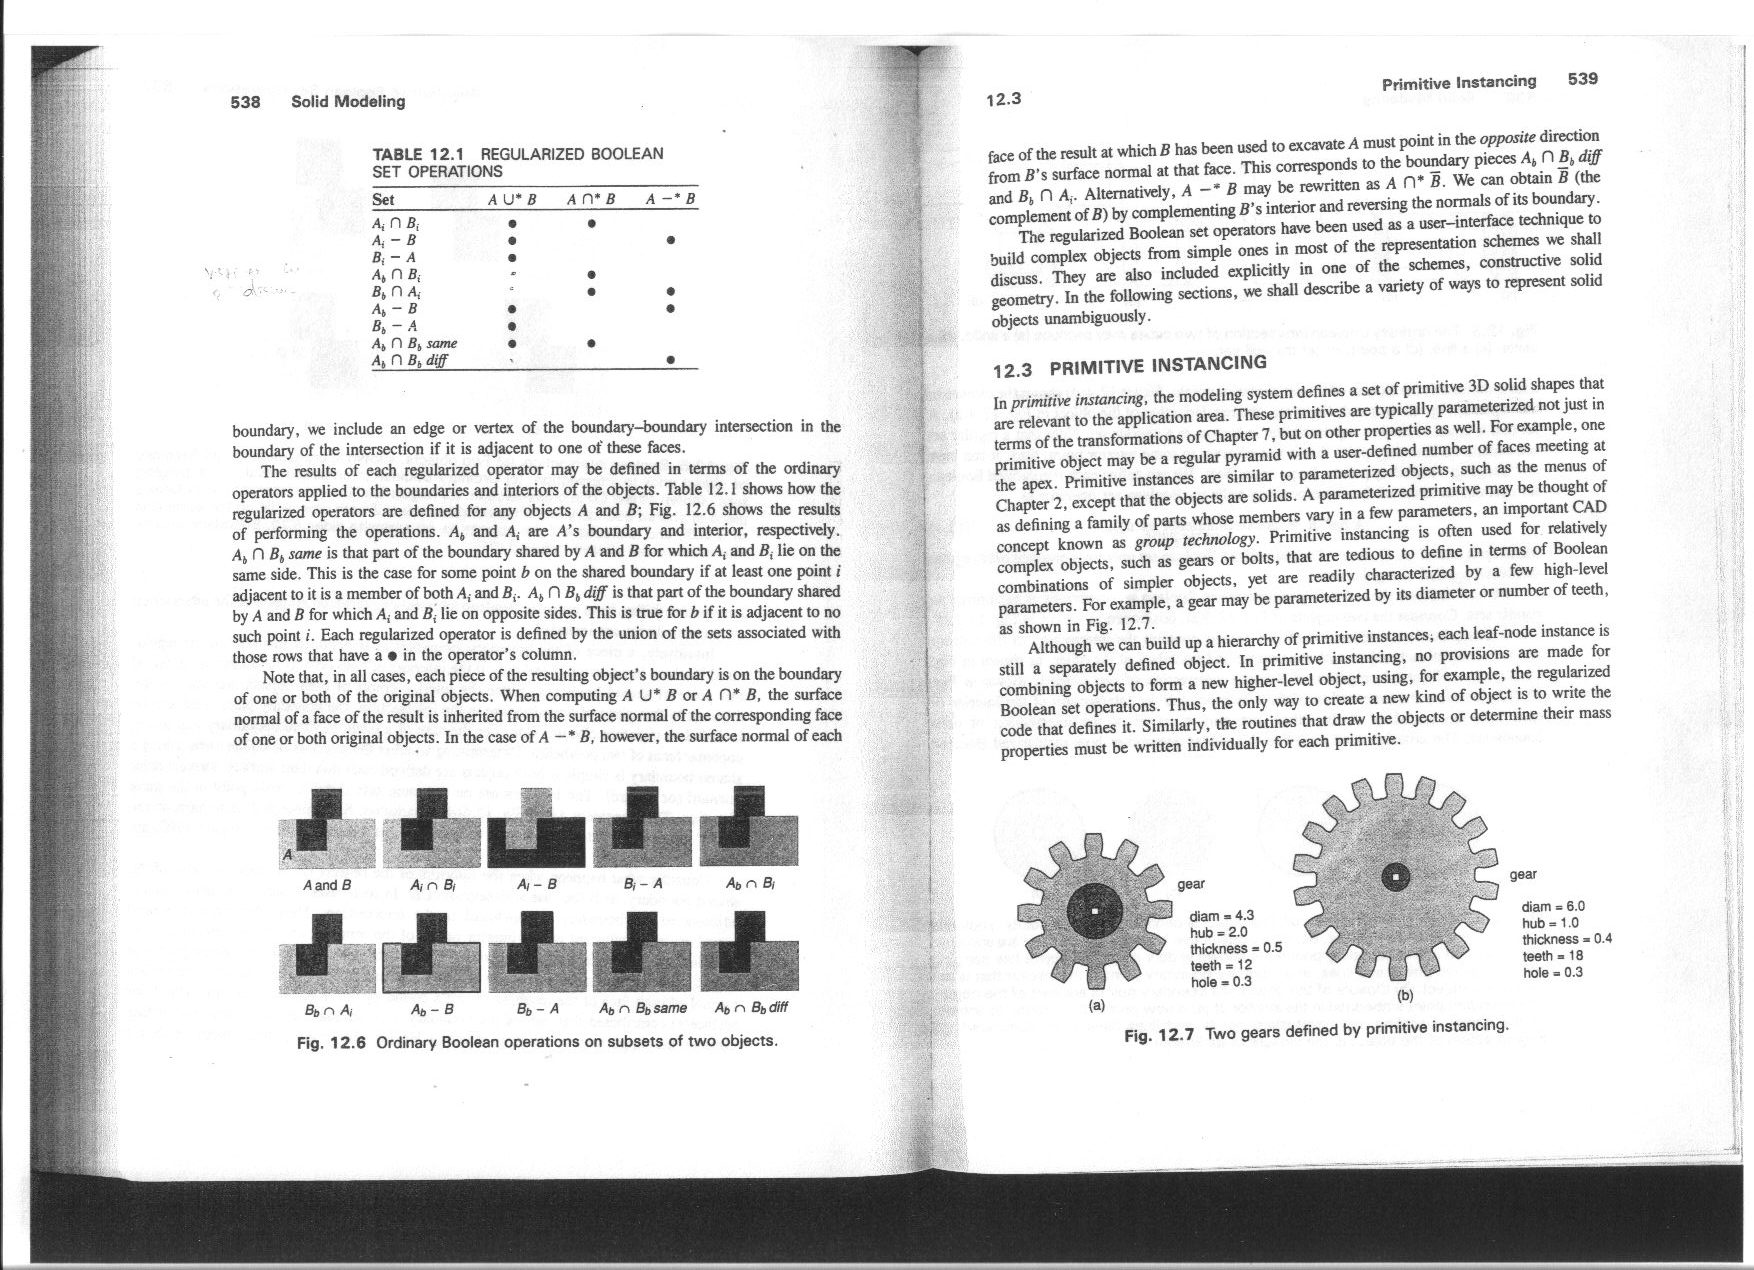 538 Solid Modeling
TABLE 12.1 REGULARIZED BOOLEAN
SET OPERATIONS
Set A ∪* B A ∩* B A −* B
A_i ∩ B_i ● ●
A_i − B ● ●
B_i − A ●
A_b ∩ B_i ●
B_b ∩ A_i ● ●
A_b − B ● ●
B_b − A ●
A_b ∩ B_b same ● ●
A_b ∩ B_b diff ●
boundary, we include an edge or vertex of the boundary–boundary intersection in the
boundary of the intersection if it is adjacent to one of these faces.
The results of each regularized operator may be defined in terms of the ordinary
operators applied to the boundaries and interiors of the objects. Table 12.1 shows how the
regularized operators are defined for any objects A and B; Fig. 12.6 shows the results
of performing the operations. A_b and A_i are A's boundary and interior, respectively.
A_b ∩ B_b same is that part of the boundary shared by A and B for which A_i and B_i lie on the
same side. This is the case for some point b on the shared boundary if at least one point i
adjacent to it is a member of both A_i and B_i. A_b ∩ B_b diff is that part of the boundary shared
by A and B for which A_i and B_i lie on opposite sides. This is true for b if it is adjacent to no
such point i. Each regularized operator is defined by the union of the sets associated with
those rows that have a ● in the operator's column.
Note that, in all cases, each piece of the resulting object's boundary is on the boundary
of one or both of the original objects. When computing A ∪* B or A ∩* B, the surface
normal of a face of the result is inherited from the surface normal of the corresponding face
of one or both original objects. In the case of A −* B, however, the surface normal of each
A
A and B A_i ∩ B_i A_i − B B_i − A A_b ∩ B_i
B_b ∩ A_i A_b − B B_b − A A_b ∩ B_b same A_b ∩ B_b diff
Fig. 12.6 Ordinary Boolean operations on subsets of two objects.
12.3 Primitive Instancing 539
face of the result at which B has been used to excavate A must point in the opposite direction
from B's surface normal at that face. This corresponds to the boundary pieces A_b ∩ B_b diff
and B_b ∩ A_i. Alternatively, A −* B may be rewritten as A ∩* B̅. We can obtain B̅ (the
complement of B) by complementing B's interior and reversing the normals of its boundary.
The regularized Boolean set operators have been used as a user–interface technique to
build complex objects from simple ones in most of the representation schemes we shall
discuss. They are also included explicitly in one of the schemes, constructive solid
geometry. In the following sections, we shall describe a variety of ways to represent solid
objects unambiguously.
12.3 PRIMITIVE INSTANCING
In primitive instancing, the modeling system defines a set of primitive 3D solid shapes that
are relevant to the application area. These primitives are typically parameterized not just in
terms of the transformations of Chapter 7, but on other properties as well. For example, one
primitive object may be a regular pyramid with a user-defined number of faces meeting at
the apex. Primitive instances are similar to parameterized objects, such as the menus of
Chapter 2, except that the objects are solids. A parameterized primitive may be thought of
as defining a family of parts whose members vary in a few parameters, an important CAD
concept known as group technology. Primitive instancing is often used for relatively
complex objects, such as gears or bolts, that are tedious to define in terms of Boolean
combinations of simpler objects, yet are readily characterized by a few high-level
parameters. For example, a gear may be parameterized by its diameter or number of teeth,
as shown in Fig. 12.7.
Although we can build up a hierarchy of primitive instances, each leaf-node instance is
still a separately defined object. In primitive instancing, no provisions are made for
combining objects to form a new higher-level object, using, for example, the regularized
Boolean set operations. Thus, the only way to create a new kind of object is to write the
code that defines it. Similarly, the routines that draw the objects or determine their mass
properties must be written individually for each primitive.
gear
diam = 4.3
hub = 2.0
thickness = 0.5
teeth = 12
hole = 0.3
(a)
gear
diam = 6.0
hub = 1.0
thickness = 0.4
teeth = 18
hole = 0.3
(b)
Fig. 12.7 Two gears defined by primitive instancing.